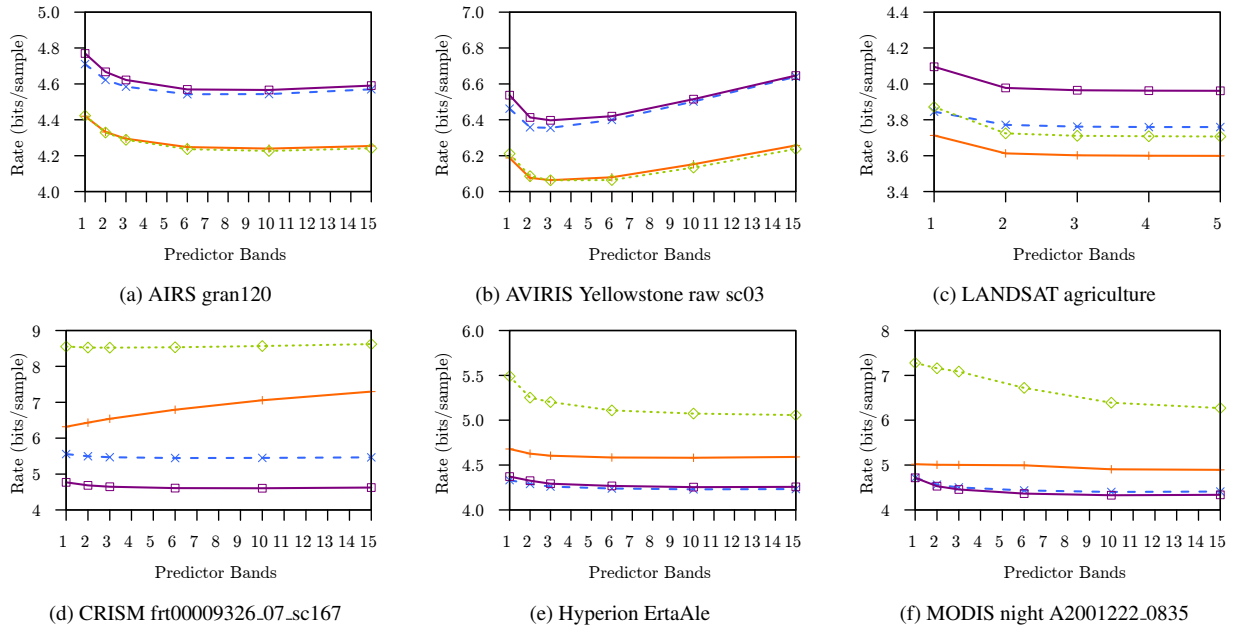 5.0
4.8
4.6
4.4
4.2
4.0
Rate (bits/sample)
1 2 3 4 5 6 7 8 9 10 11 12 13 14 15
Predictor Bands
(a) AIRS gran120
7.0
6.8
6.6
6.4
6.2
6.0
Rate (bits/sample)
1 2 3 4 5 6 7 8 9 10 11 12 13 14 15
Predictor Bands
(b) AVIRIS Yellowstone raw sc03
4.4
4.2
4.0
3.8
3.6
3.4
Rate (bits/sample)
1 2 3 4 5
Predictor Bands
(c) LANDSAT agriculture
9
8
7
6
5
4
Rate (bits/sample)
1 2 3 4 5 6 7 8 9 10 11 12 13 14 15
Predictor Bands
(d) CRISM frt00009326_07_sc167
6.0
5.5
5.0
4.5
4.0
Rate (bits/sample)
1 2 3 4 5 6 7 8 9 10 11 12 13 14 15
Predictor Bands
(e) Hyperion ErtaAle
8
7
6
5
4
Rate (bits/sample)
1 2 3 4 5 6 7 8 9 10 11 12 13 14 15
Predictor Bands
(f) MODIS night A2001222_0835